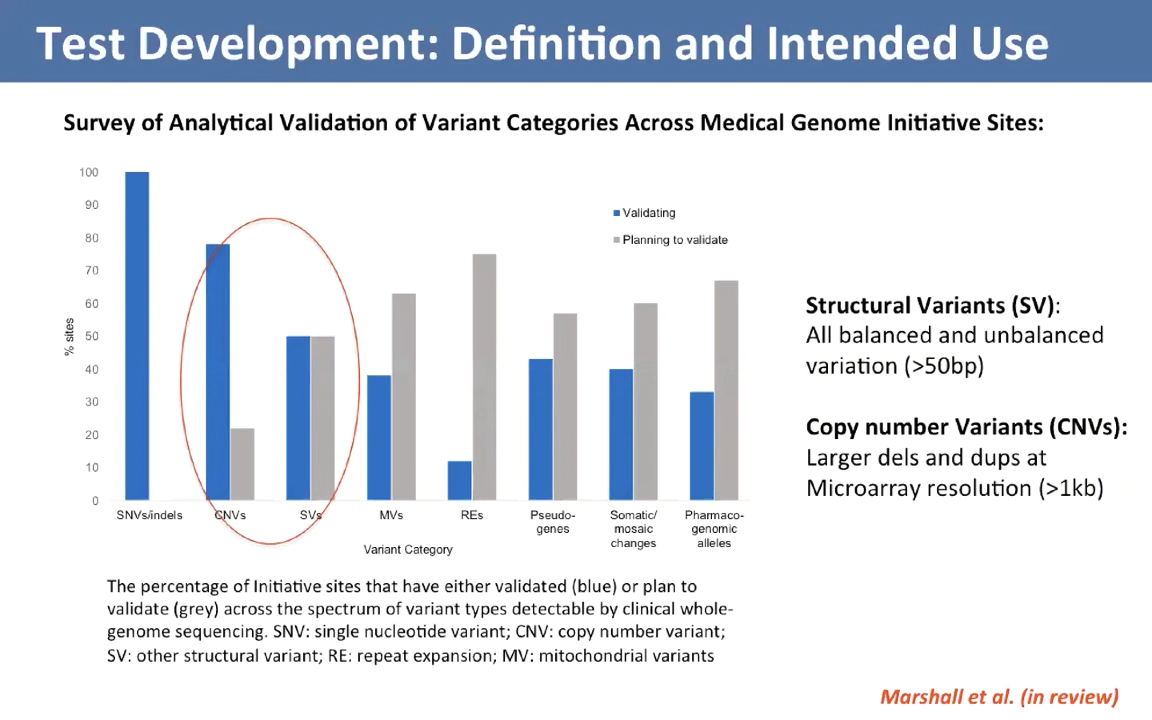 Test Development: Definition and Intended Use
Survey of Analytical Validation of Variant Categories Across Medical Genome Initiative Sites:
100
90
80
70
60
50
40
30
20
10
0
% sites
Validating
Planning to validate
SNVs/indels
CNVs
SVs
MVs
REs
Pseudo-
genes
Somatic/
mosaic
changes
Pharmaco-
genomic
alleles
Variant Category
Structural Variants (SV):
All balanced and unbalanced
variation (>50bp)
Copy number Variants (CNVs):
Larger dels and dups at
Microarray resolution (>1kb)
The percentage of Initiative sites that have either validated (blue) or plan to
validate (grey) across the spectrum of variant types detectable by clinical whole-
genome sequencing. SNV: single nucleotide variant; CNV: copy number variant;
SV: other structural variant; RE: repeat expansion; MV: mitochondrial variants
Marshall et al. (in review)